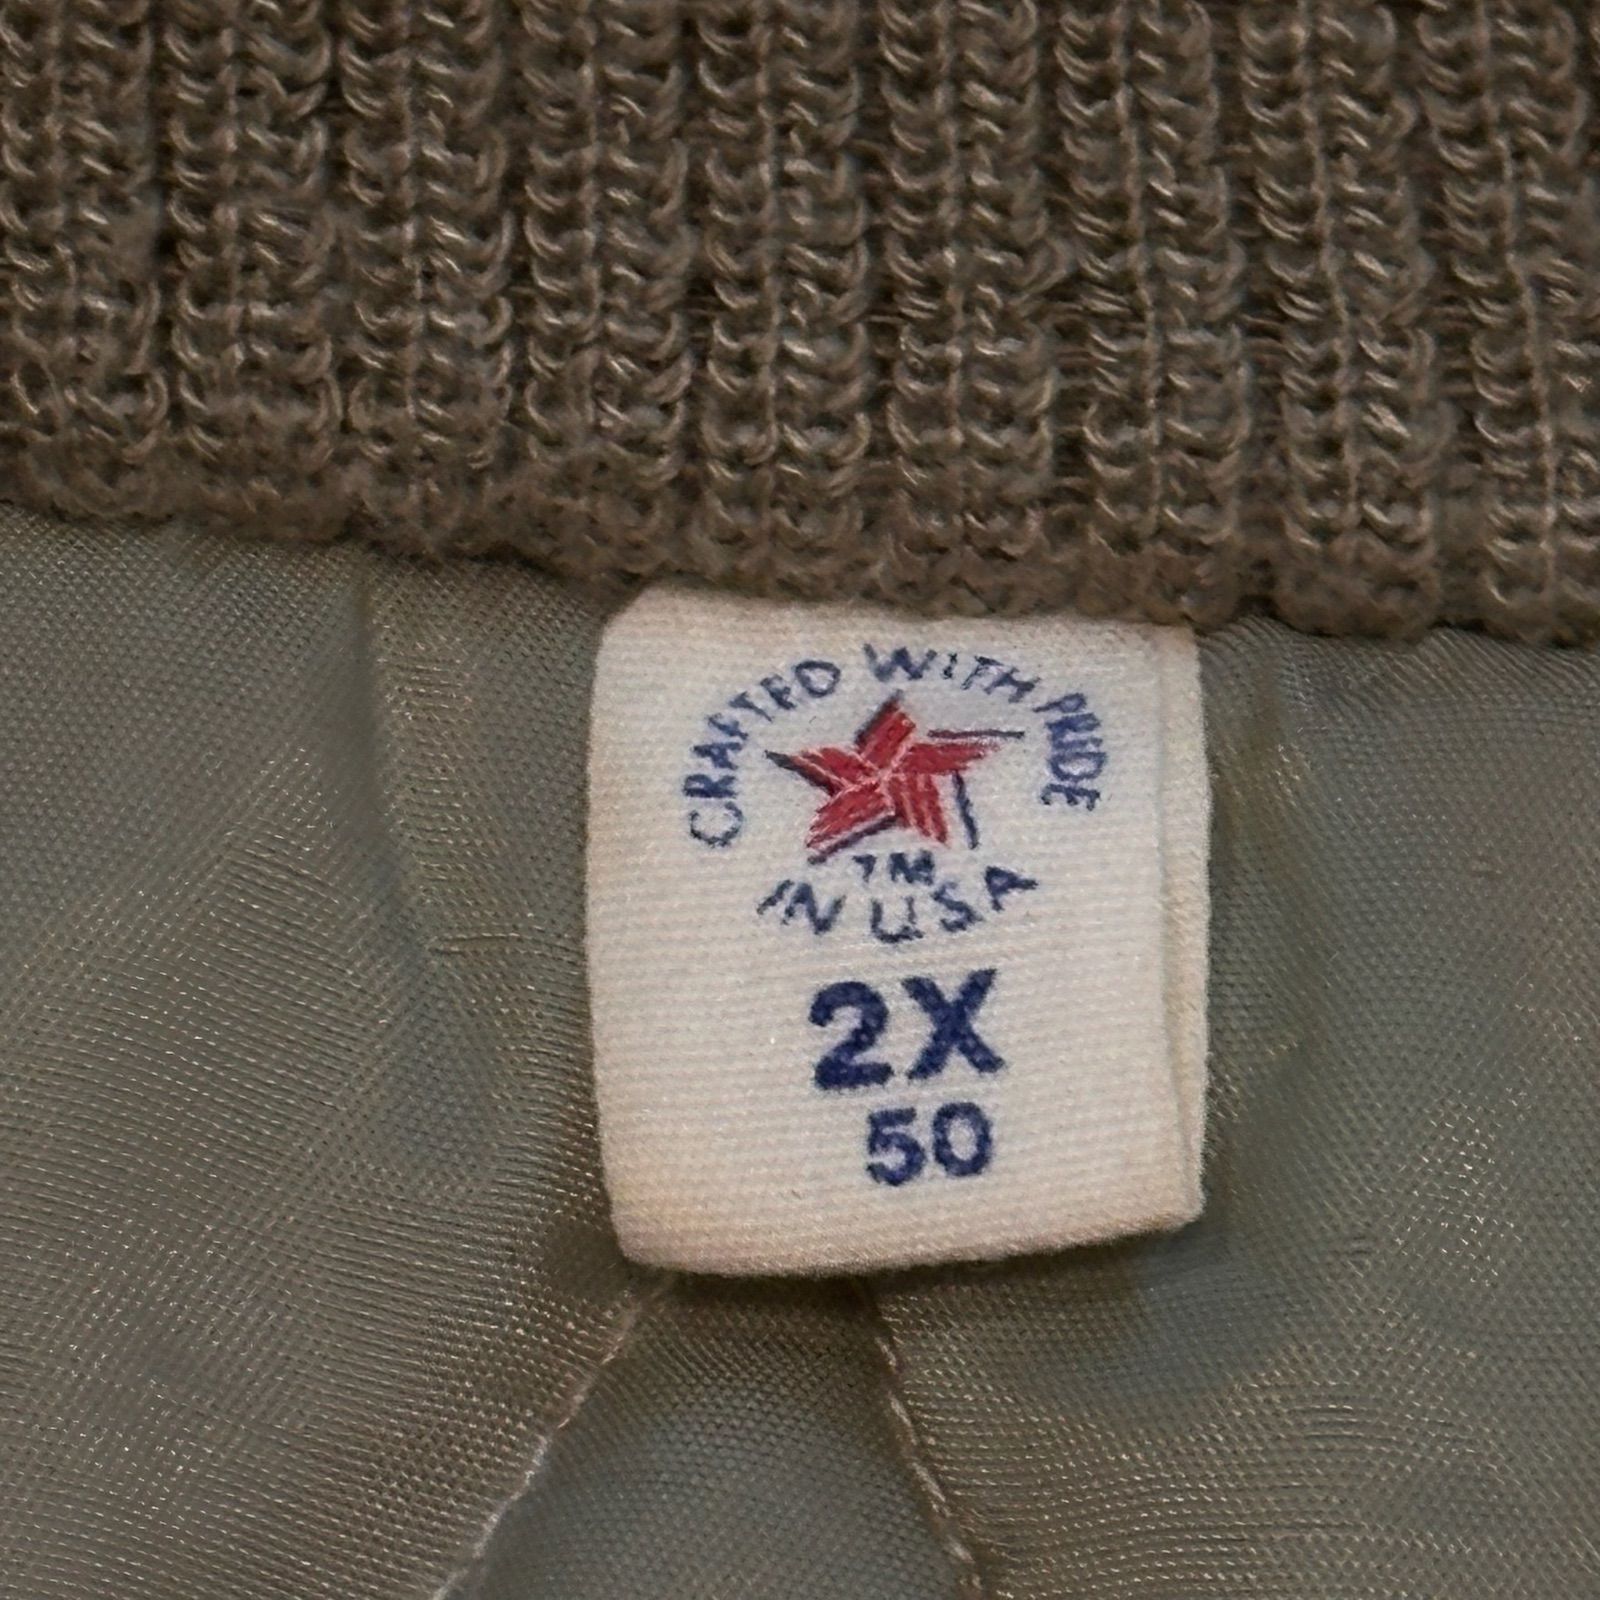 CRAFTED WITH PRIDE
TM
IN U.S.A
2X
50